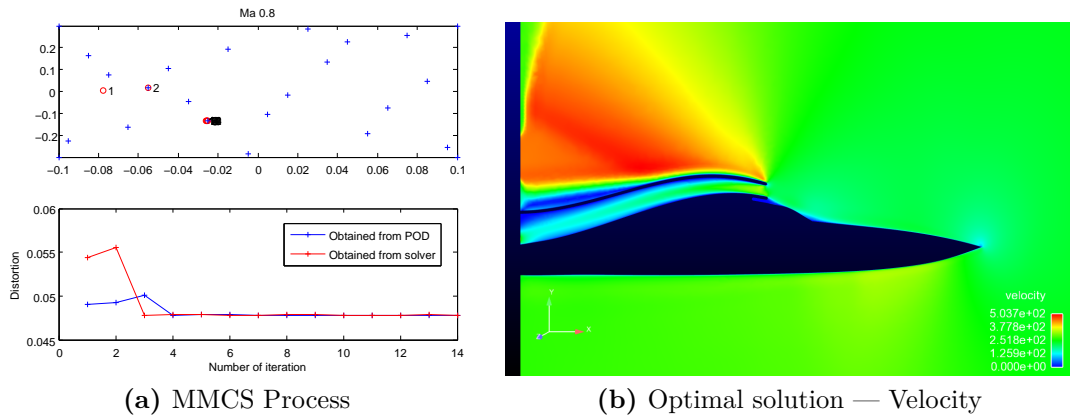 Ma 0.8
0.2
0.1
0
−0.1
−0.2
1
2
−0.1 −0.08 −0.06 −0.04 −0.02 0 0.02 0.04 0.06 0.08 0.1
0.06
0.055
0.05
0.045
Distortion
Obtained from POD
Obtained from solver
0 2 4 6 8 10 12 14
Number of iteration
(a) MMCS Process
Y
X
velocity
5.037e+02
3.778e+02
2.518e+02
1.259e+02
0.000e+00
(b) Optimal solution — Velocity